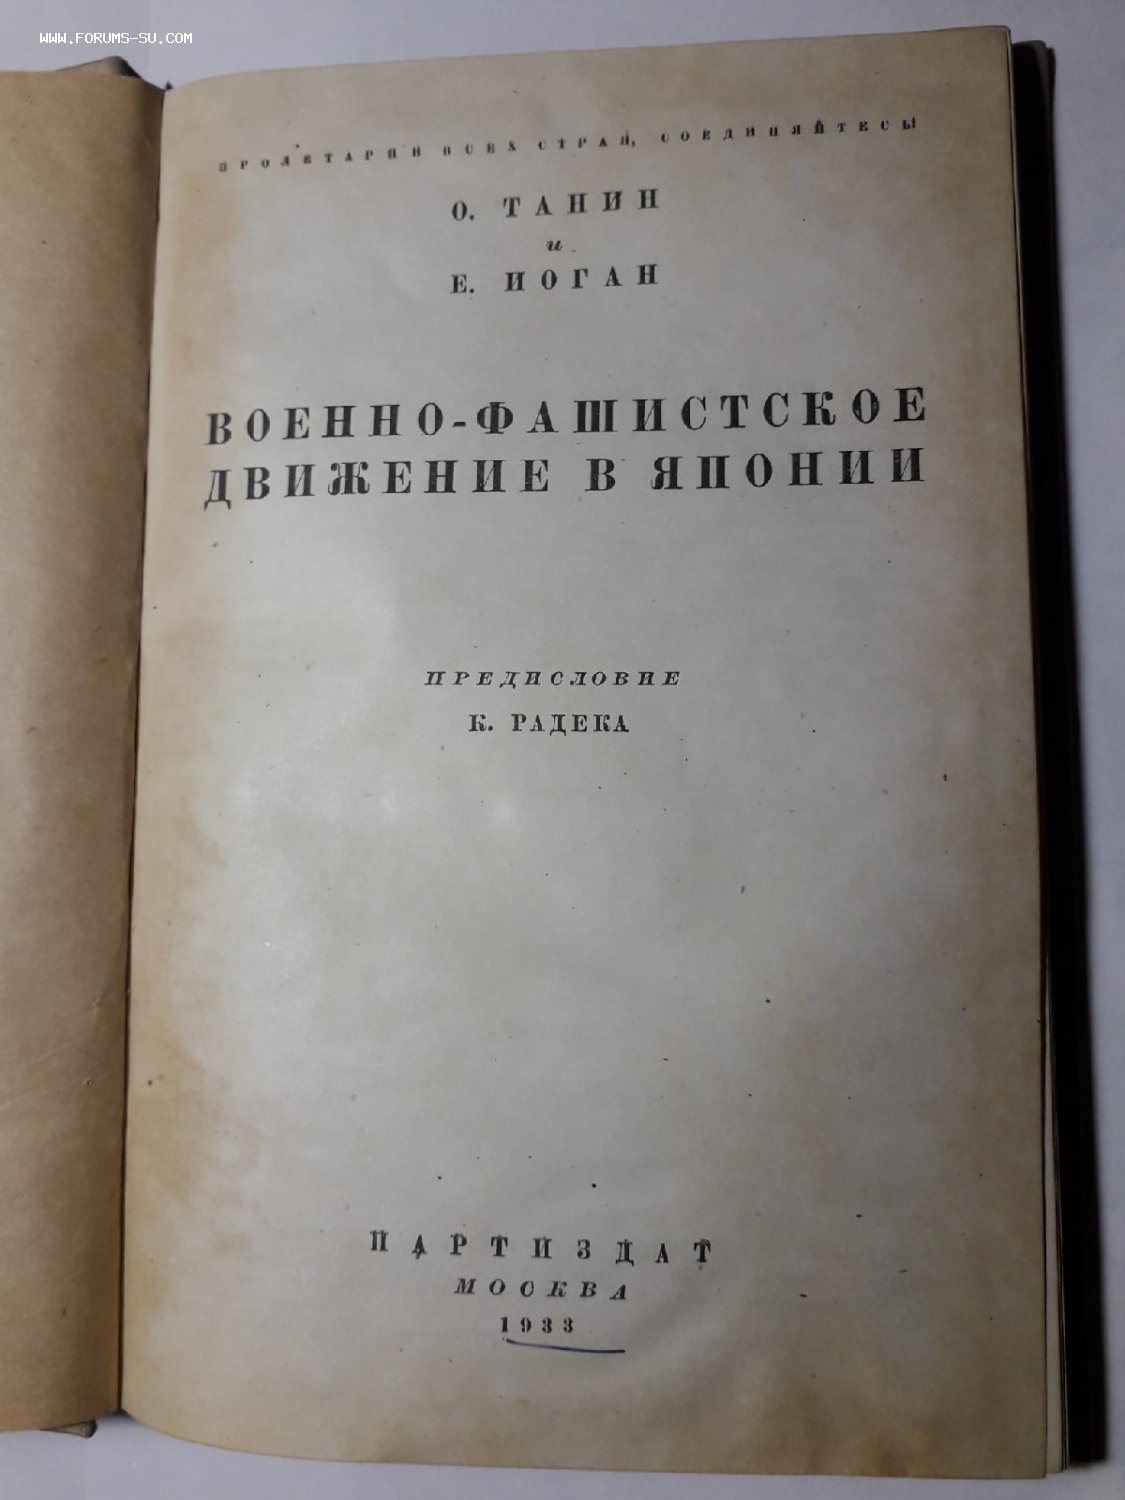 WWW.FORUMS-SU.COM
ПРОЛЕТАРИИ ВСЕХ СТРАН, СОЕДИНЯЙТЕСЬ!
О. ТАНИН
и
Е. ИОГАН
ВОЕННО-ФАШИСТСКОЕ
ДВИЖЕНИЕ В ЯПОНИИ
ПРЕДИСЛОВИЕ
К. РАДЕКА
ПАРТИЗДАТ
МОСКВА
1933